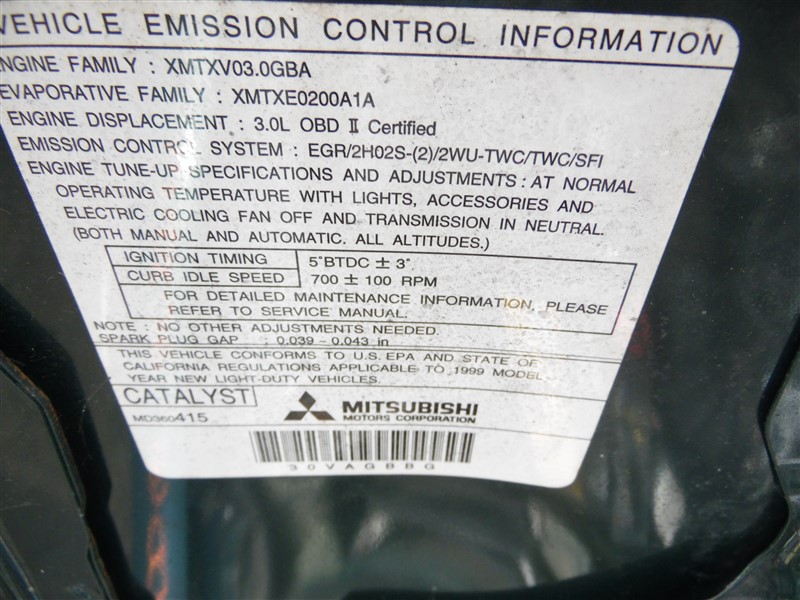 VEHICLE EMISSION CONTROL INFORMATION
ENGINE FAMILY : XMTXV03.0GBA
EVAPORATIVE FAMILY : XMTXE0200A1A
ENGINE DISPLACEMENT : 3.0L OBD II Certified
EMISSION CONTROL SYSTEM : EGR/2HO2S-(2)/2WU-TWC/TWC/SFI
ENGINE TUNE-UP SPECIFICATIONS AND ADJUSTMENTS : AT NORMAL
OPERATING TEMPERATURE WITH LIGHTS, ACCESSORIES AND
ELECTRIC COOLING FAN OFF AND TRANSMISSION IN NEUTRAL.
(BOTH MANUAL AND AUTOMATIC. ALL ALTITUDES.)
IGNITION TIMING 5°BTDC ± 3°
CURB IDLE SPEED 700 ± 100 RPM
FOR DETAILED MAINTENANCE INFORMATION, PLEASE
REFER TO SERVICE MANUAL.
NOTE : NO OTHER ADJUSTMENTS NEEDED.
SPARK PLUG GAP : 0.039 – 0.043 in
THIS VEHICLE CONFORMS TO U.S. EPA AND STATE OF
CALIFORNIA REGULATIONS APPLICABLE TO 1999 MODEL
YEAR NEW LIGHT-DUTY VEHICLES.
CATALYST
MITSUBISHI
MOTORS CORPORATION
MD360415
30VAGBBG